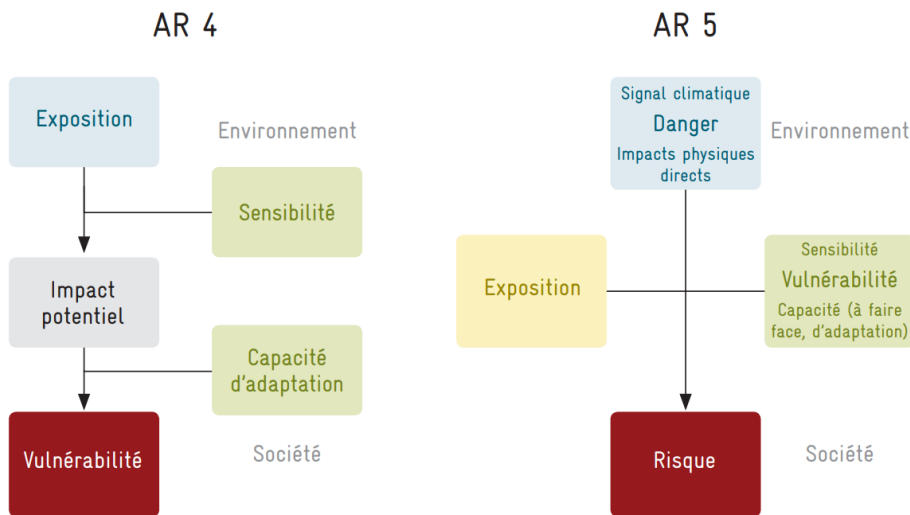 AR 4
Exposition
Environnement
Sensibilité
Impact
potentiel
Capacité
d'adaptation
Vulnérabilité
Société
AR 5
Signal climatique
Danger
Impacts physiques
directs
Environnement
Exposition
Sensibilité
Vulnérabilité
Capacité (à faire
face, d'adaptation)
Risque
Société